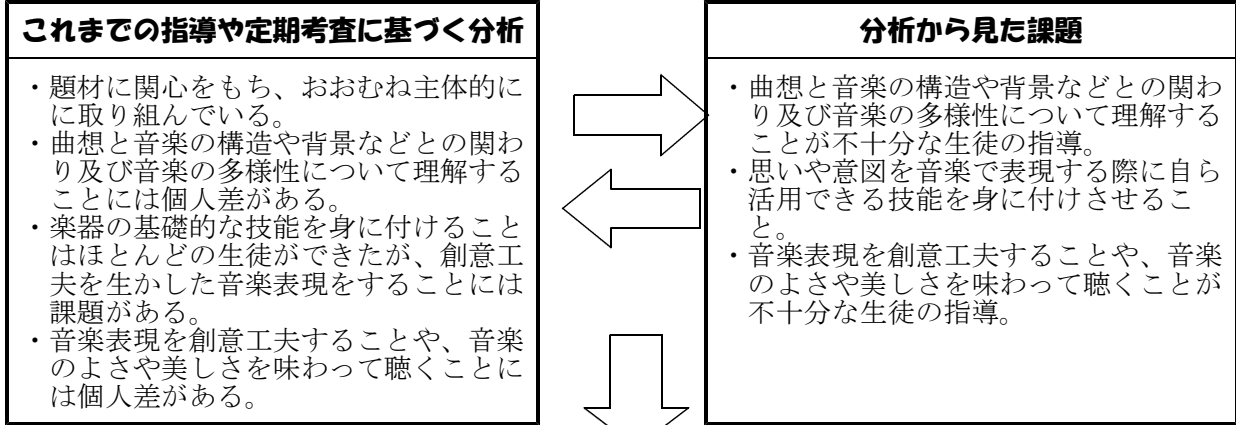 これまでの指導や定期考査に基づく分析
・題材に関心をもち、おおむね主体的に
に取り組んでいる。
・曲想と音楽の構造や背景などとの関わ
り及び音楽の多様性について理解する
ことには個人差がある。
・楽器の基礎的な技能を身に付けること
はほとんどの生徒ができたが、創意工
夫を生かした音楽表現をすることには
課題がある。
・音楽表現を創意工夫することや、音楽
のよさや美しさを味わって聴くことに
は個人差がある。
分析から見た課題
・曲想と音楽の構造や背景などとの関わ
り及び音楽の多様性について理解する
ことが不十分な生徒の指導。
・思いや意図を音楽で表現する際に自ら
活用できる技能を身に付けさせるこ
と。
・音楽表現を創意工夫することや、音楽
のよさや美しさを味わって聴くことが
不十分な生徒の指導。